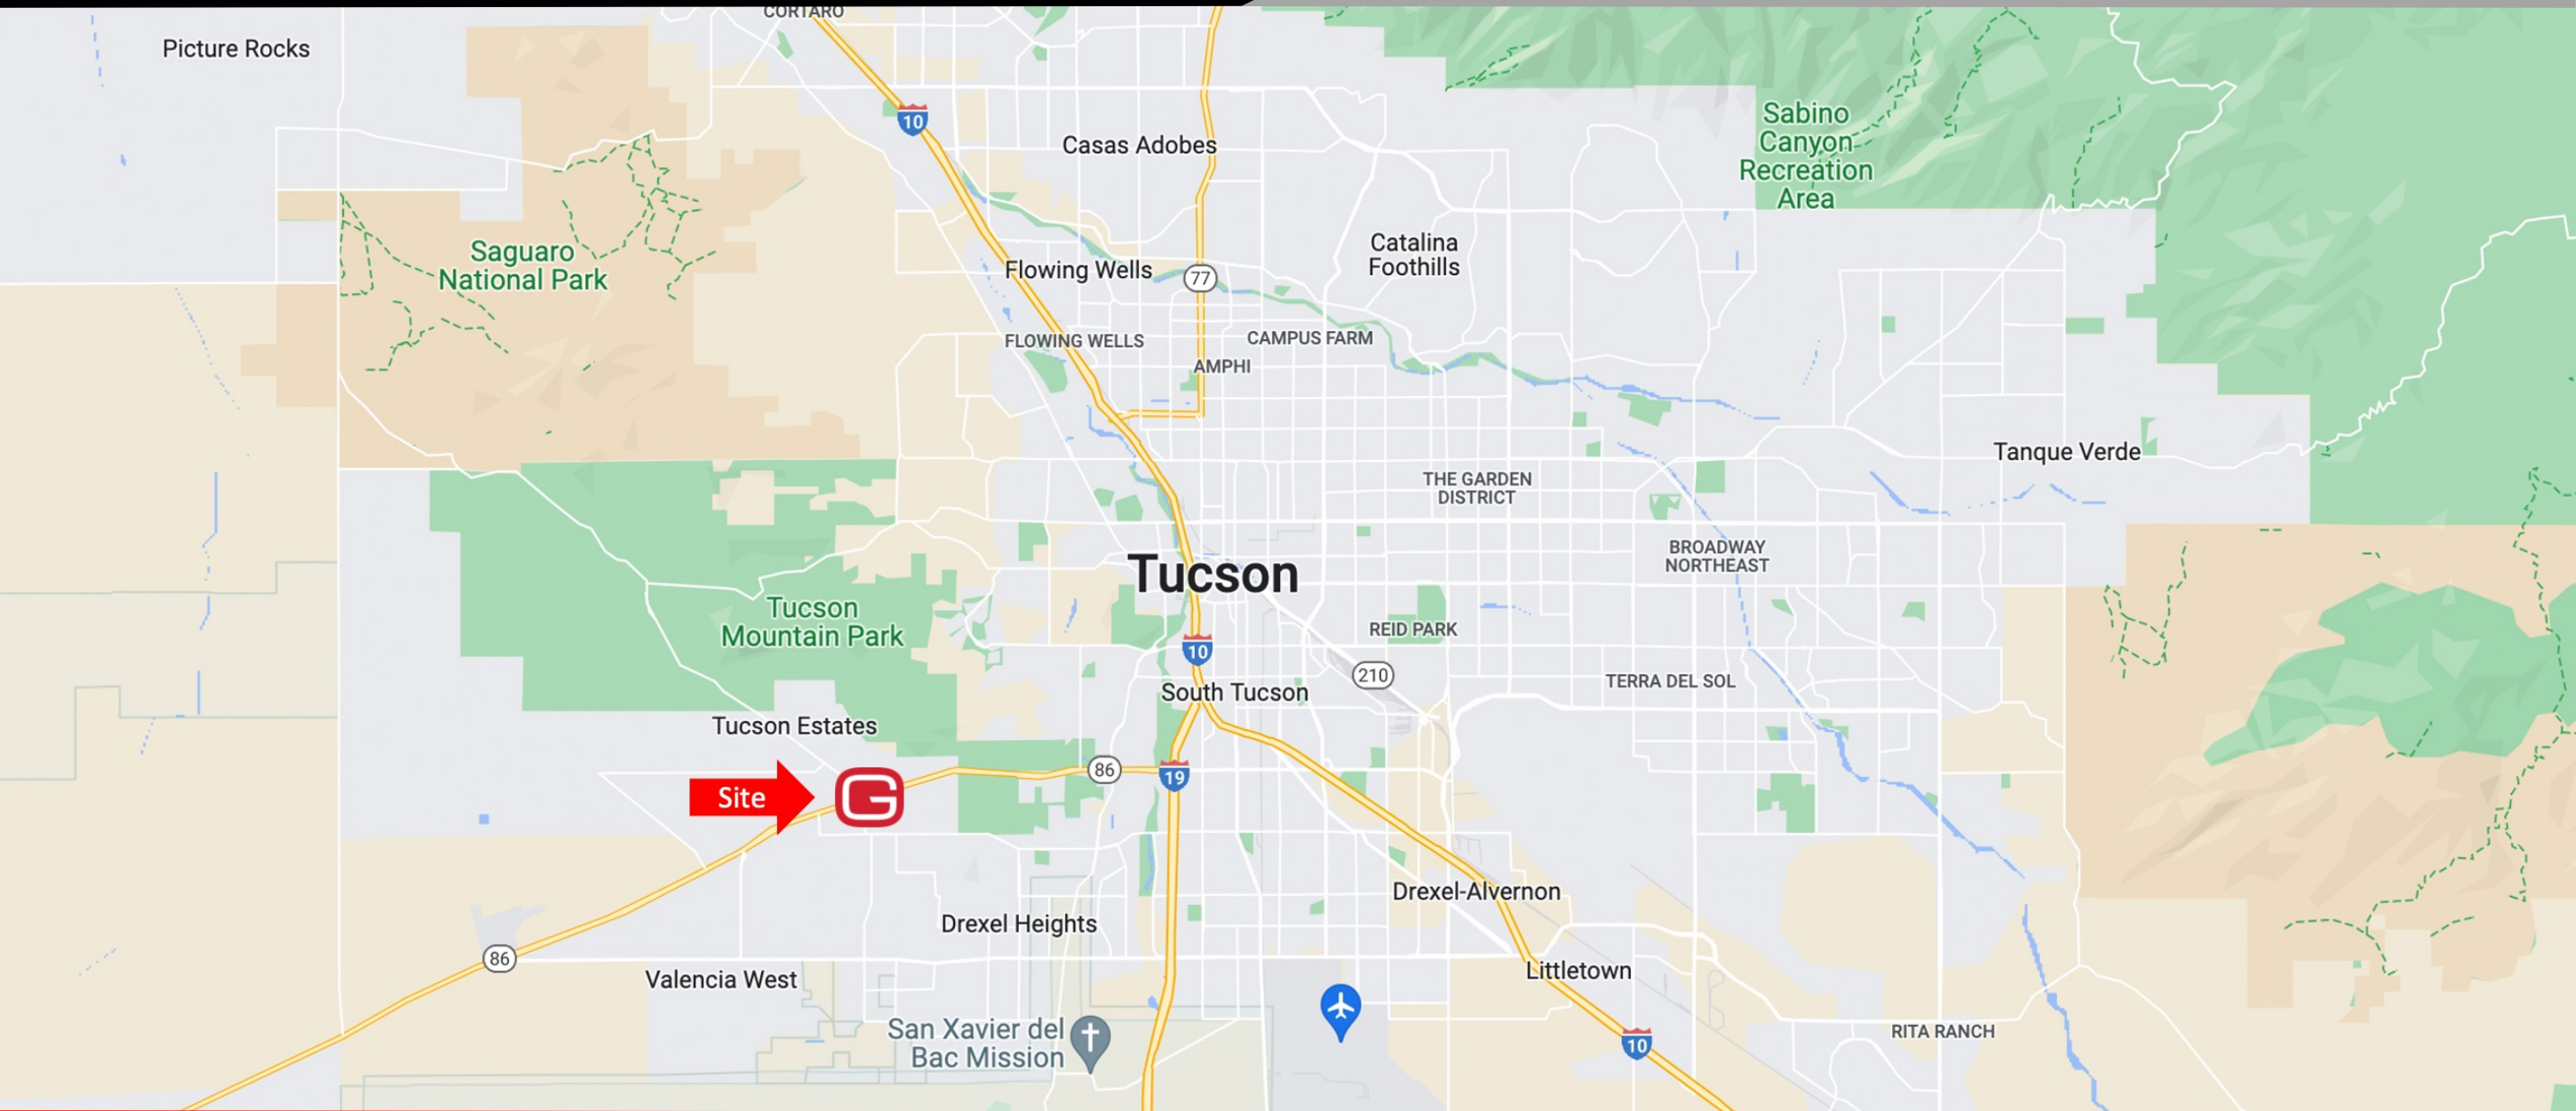 CORTARO
Picture Rocks
10
Casas Adobes
Sabino
Canyon
Recreation
Area
Saguaro
National Park
Catalina
Foothills
Flowing Wells
77
FLOWING WELLS
CAMPUS FARM
AMPHI
Tanque Verde
THE GARDEN
DISTRICT
BROADWAY
NORTHEAST
Tucson
Tucson
Mountain Park
REID PARK
10
210
South Tucson
TERRA DEL SOL
Tucson Estates
86
19
Site
G
Drexel-Alvernon
Drexel Heights
86
Valencia West
Littletown
San Xavier del
Bac Mission
RITA RANCH
10